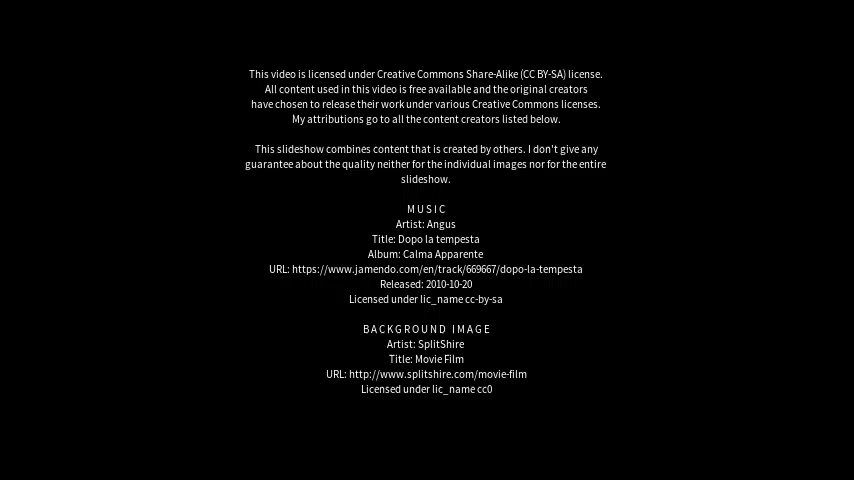 This video is licensed under Creative Commons Share-Alike (CC BY-SA) license.
All content used in this video is free available and the original creators
have chosen to release their work under various Creative Commons licenses.
My attributions go to all the content creators listed below.
This slideshow combines content that is created by others. I don't give any
guarantee about the quality neither for the individual images nor for the entire
slideshow.
MUSIC
Artist: Angus
Title: Dopo la tempesta
Album: Calma Apparente
URL: https://www.jamendo.com/en/track/669667/dopo-la-tempesta
Released: 2010-10-20
Licensed under lic_name cc-by-sa
BACKGROUND IMAGE
Artist: SplitShire
Title: Movie Film
URL: http://www.splitshire.com/movie-film
Licensed under lic_name cc0